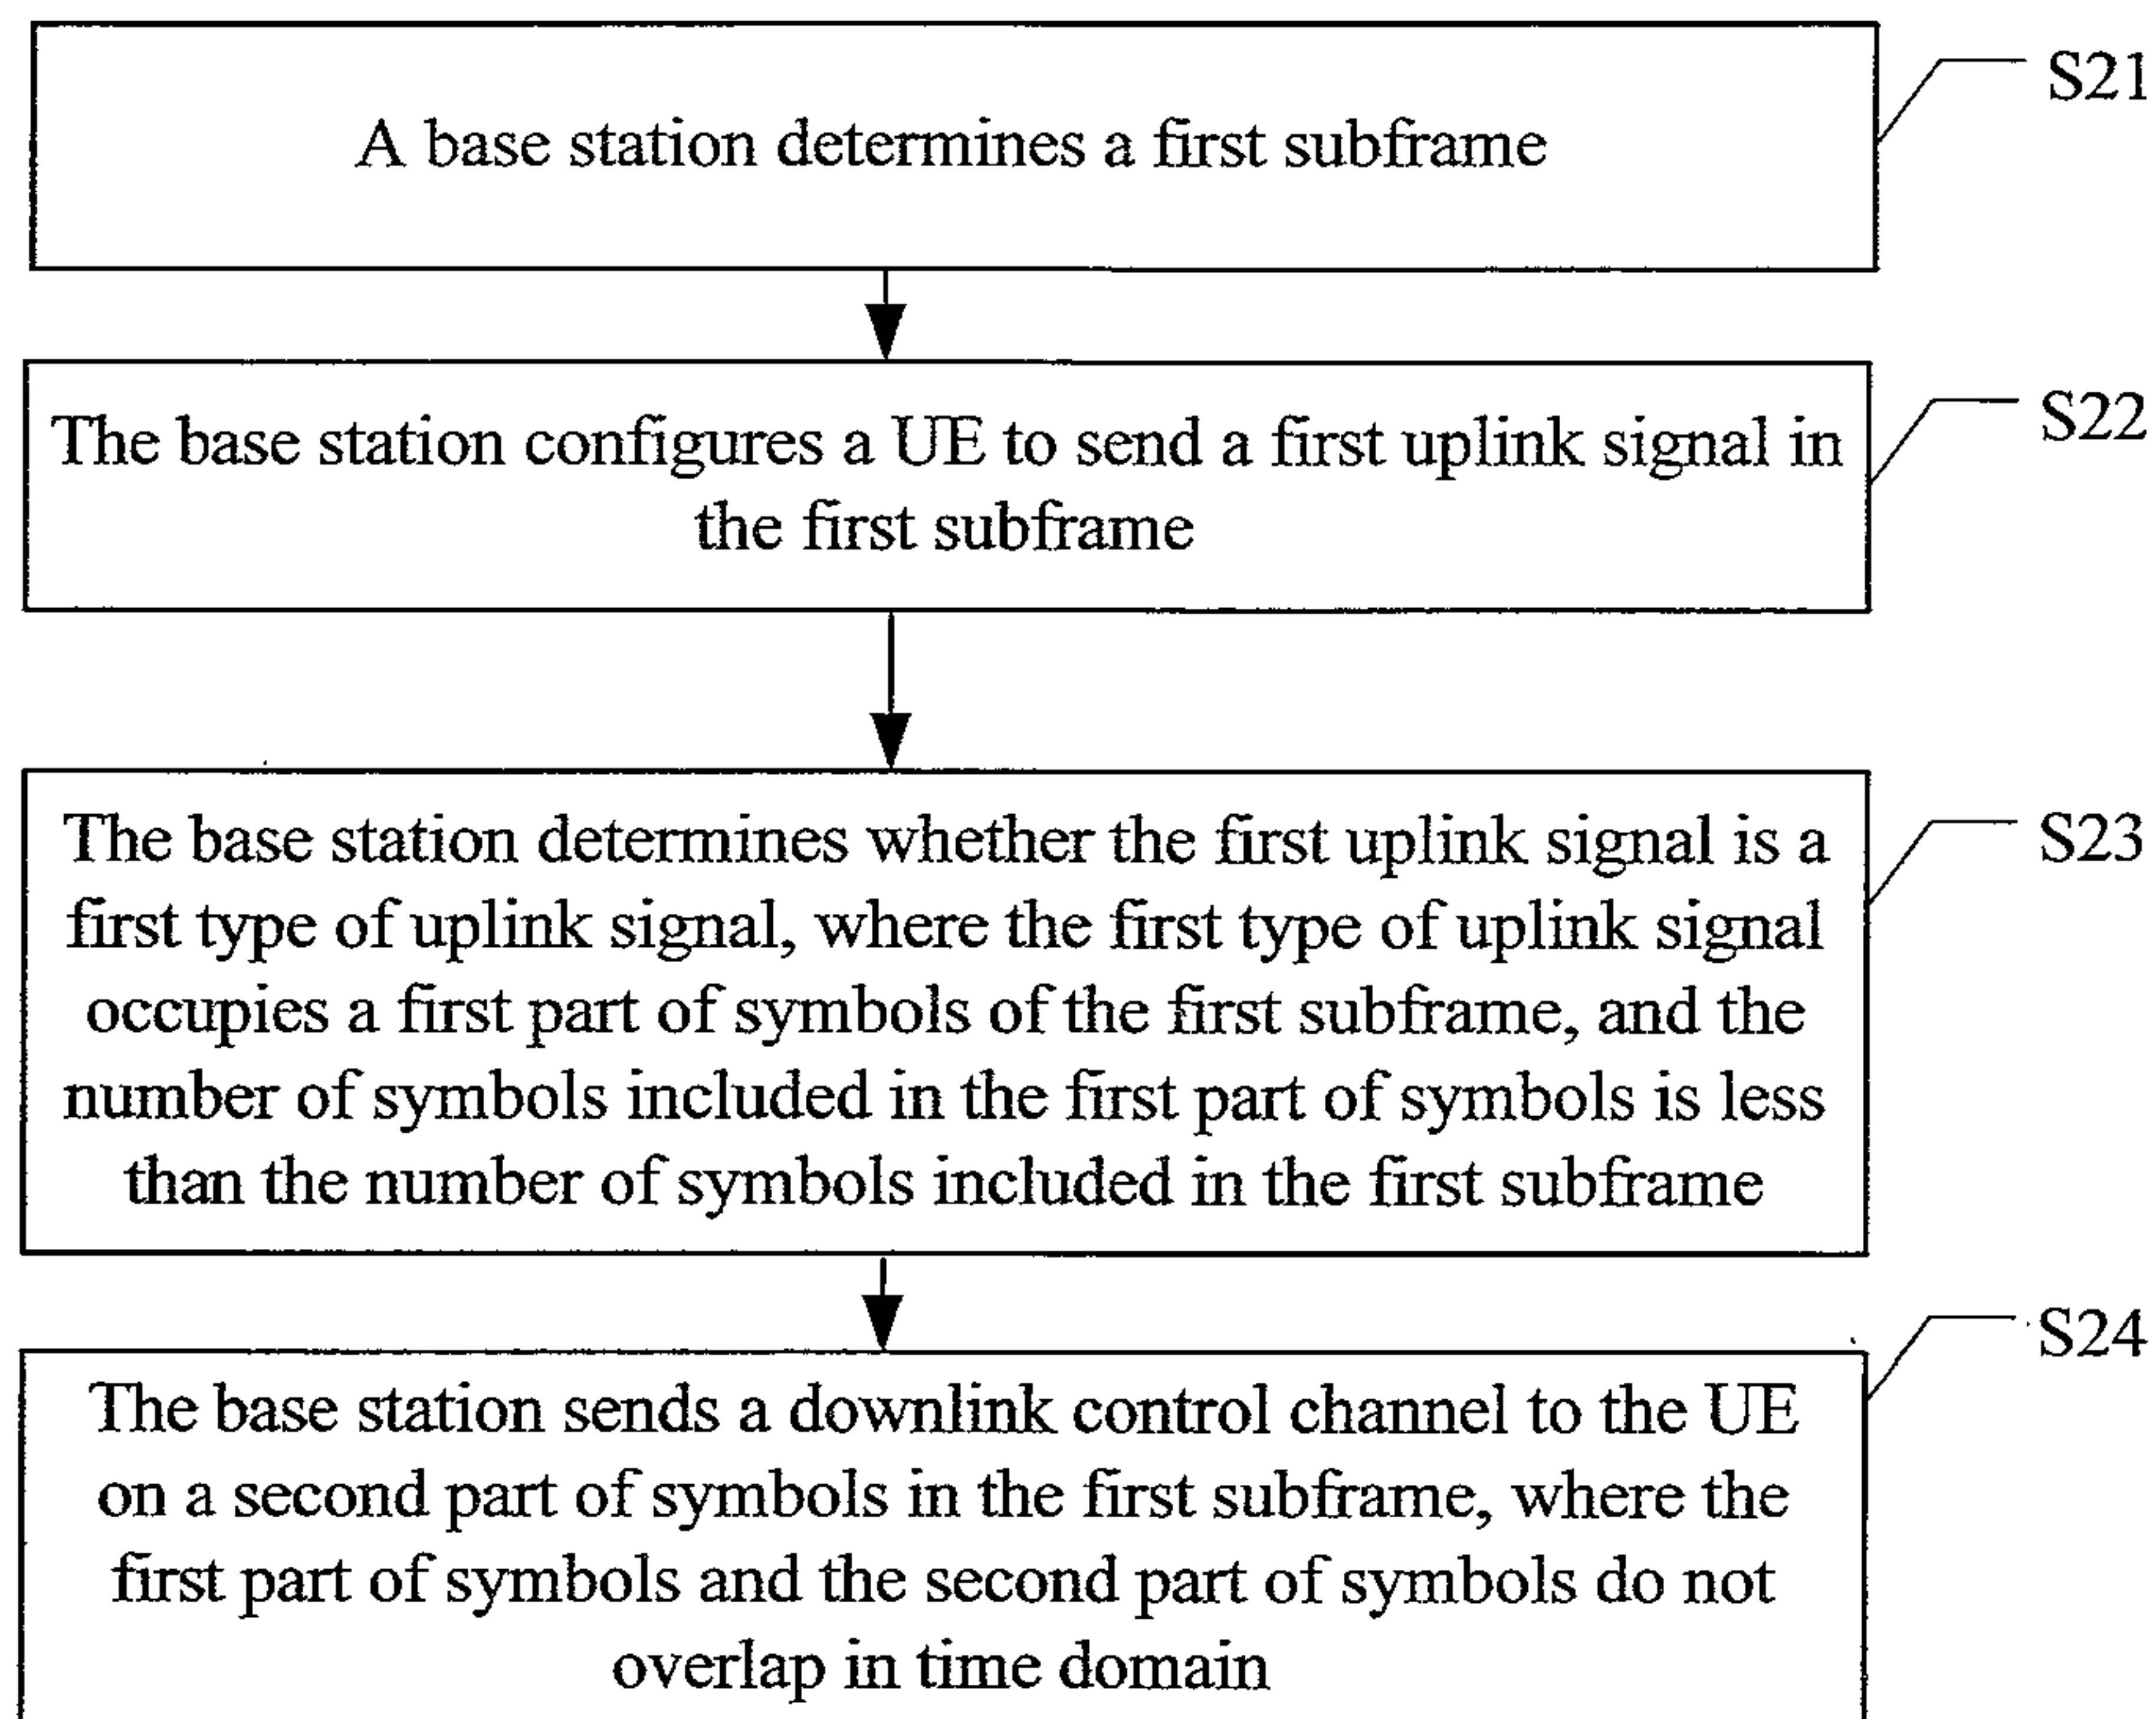 S21
A base station determines a first subframe
S22
The base station configures a UE to send a first uplink signal in
the first subframe
S23
The base station determines whether the first uplink signal is a
first type of uplink signal, where the first type of uplink signal
occupies a first part of symbols of the first subframe, and the
number of symbols included in the first part of symbols is less
than the number of symbols included in the first subframe
S24
The base station sends a downlink control channel to the UE
on a second part of symbols in the first subframe, where the
first part of symbols and the second part of symbols do not
overlap in time domain